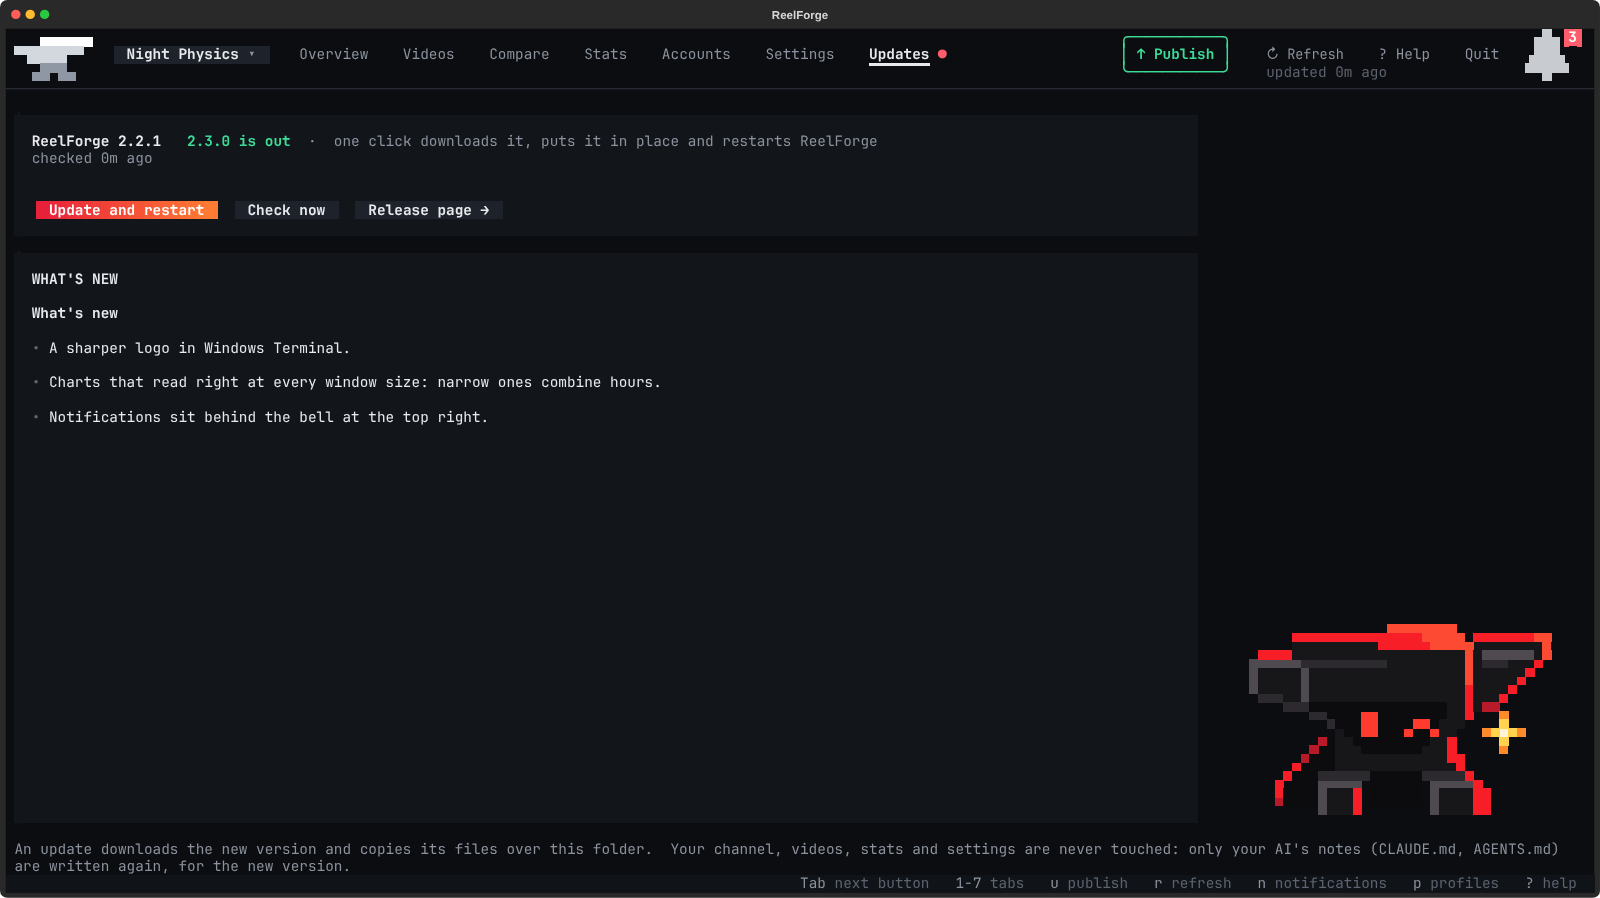 ReelForge
Night Physics ▾ Overview Videos Compare Stats Accounts Settings Updates ● ↑ Publish ↻ Refresh ? Help Quit 3
updated 0m ago
ReelForge 2.2.1 2.3.0 is out · one click downloads it, puts it in place and restarts ReelForge
checked 0m ago
Update and restart Check now Release page →
WHAT'S NEW
What's new
• A sharper logo in Windows Terminal.
• Charts that read right at every window size: narrow ones combine hours.
• Notifications sit behind the bell at the top right.
An update downloads the new version and copies its files over this folder. Your channel, videos, stats and settings are never touched: only your AI's notes (CLAUDE.md, AGENTS.md)
are written again, for the new version.
Tab next button 1-7 tabs u publish r refresh n notifications p profiles ? help